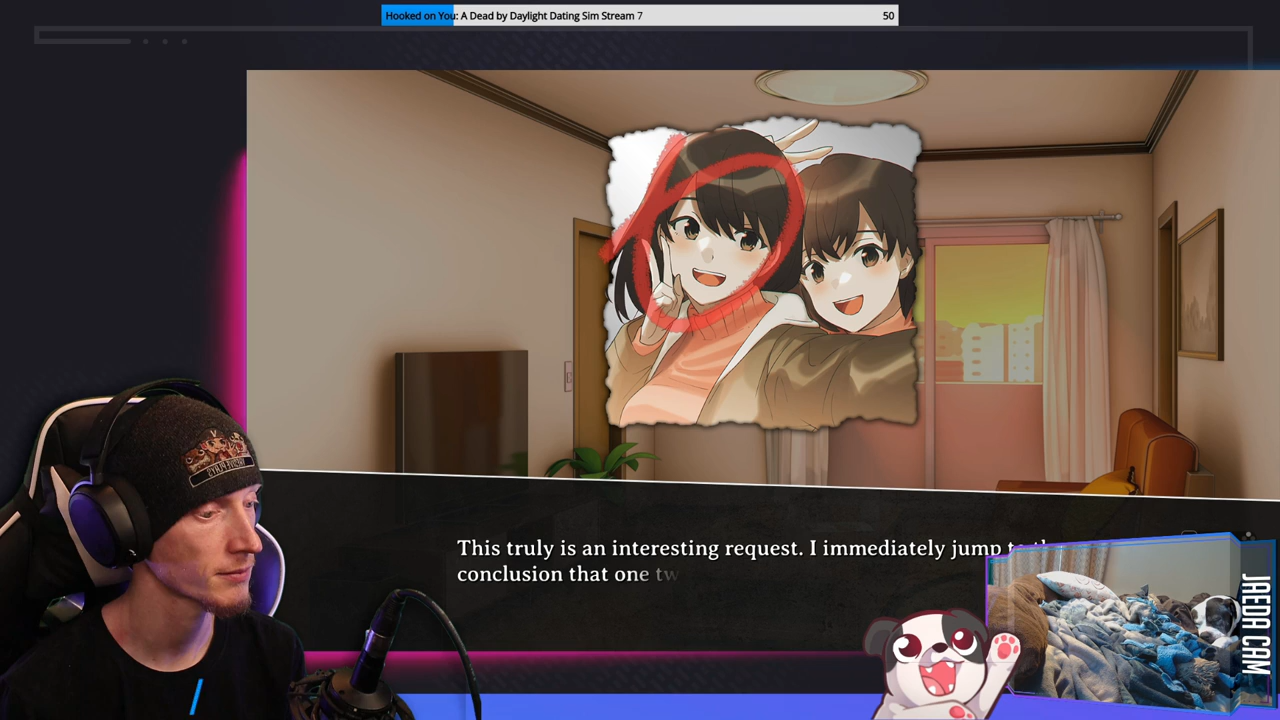 Hooked on You: A Dead by Daylight Dating Sim Stream 7
50
This truly is an interesting request. I immediately jump to
conclusion that one tw
JAEDA CAM